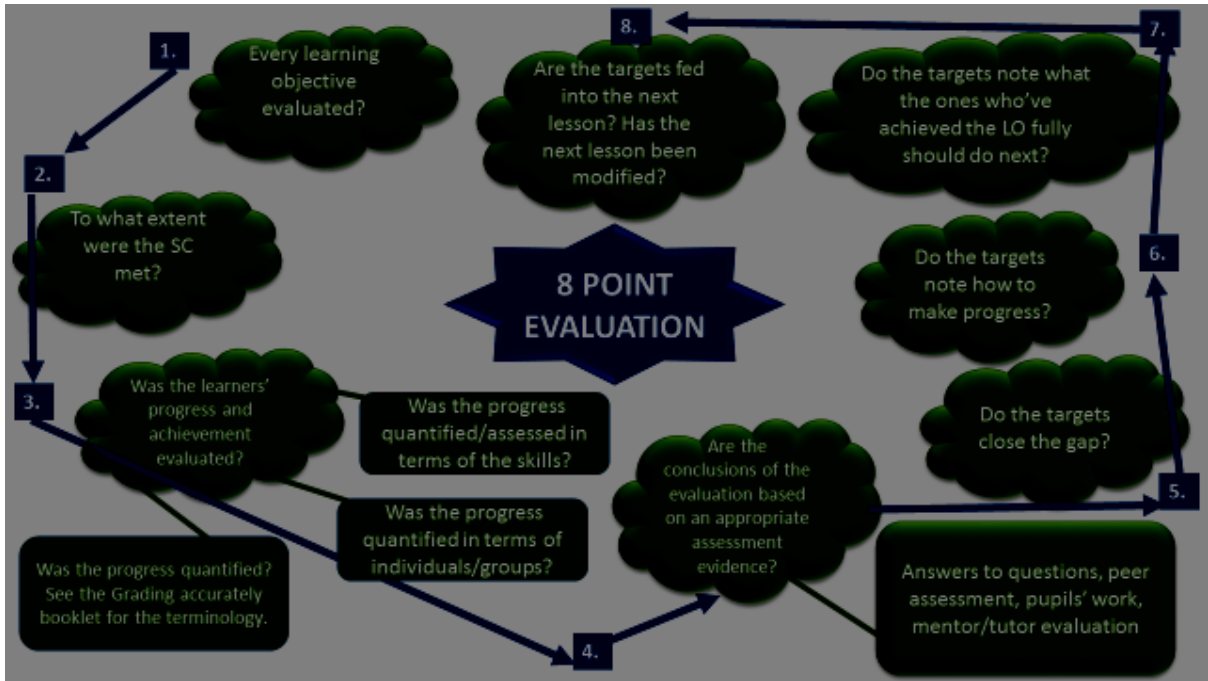 8 POINT
EVALUATION
1.
Every learning
objective
evaluated?
2.
To what extent
were the SC
met?
3.
Was the learners'
progress and
achievement
evaluated?
Was the progress
quantified/assessed in
terms of the skills?
Was the progress
quantified in terms of
individuals/groups?
Was the progress quantified?
See the Grading accurately
booklet for the terminology.
4.
Are the
conclusions of the
evaluation based
on an appropriate
assessment
evidence?
Answers to questions, peer
assessment, pupils' work,
mentor/tutor evaluation
5.
Do the targets
close the gap?
6.
Do the targets
note how to
make progress?
7.
Do the targets note what
the ones who've
achieved the LO fully
should do next?
8.
Are the targets fed
into the next
lesson? Has the
next lesson been
modified?